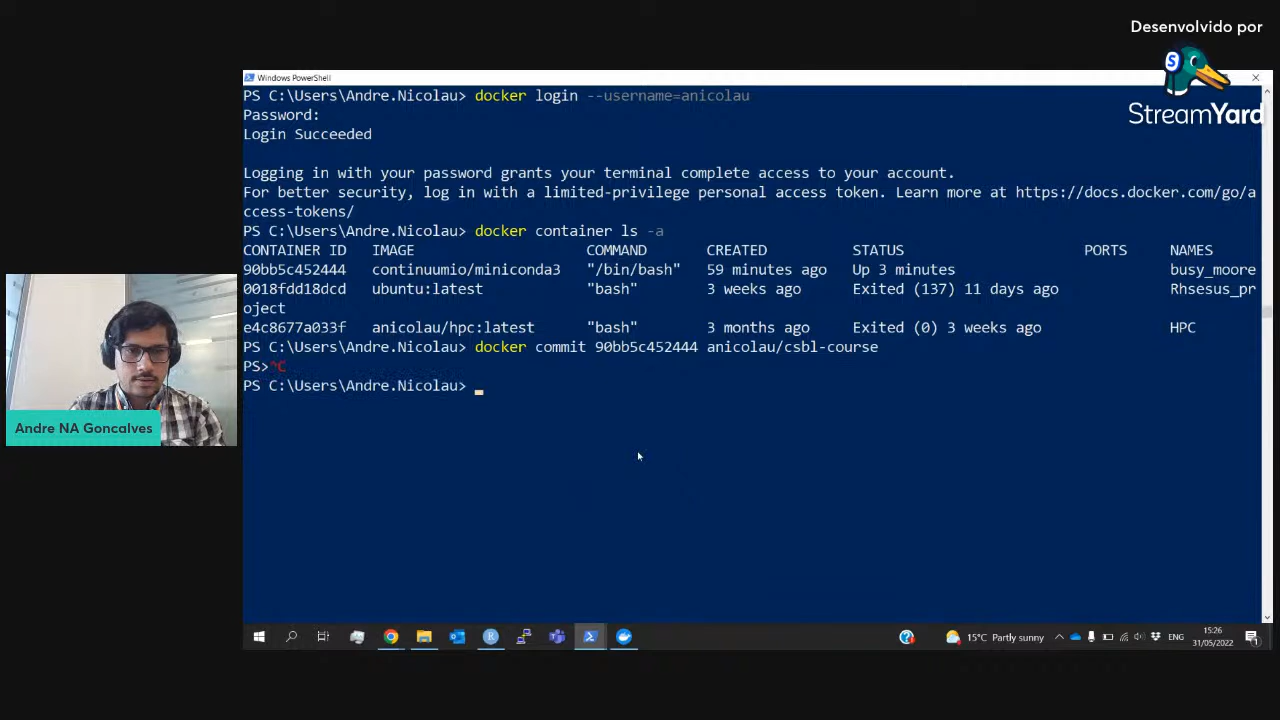 Desenvolvido por
StreamYard
Windows PowerShell
PS C:\Users\Andre.Nicolau> docker login --username=anicolau
Password:
Login Succeeded
Logging in with your password grants your terminal complete access to your account.
For better security, log in with a limited-privilege personal access token. Learn more at https://docs.docker.com/go/a
ccess-tokens/
PS C:\Users\Andre.Nicolau> docker container ls -a
CONTAINER ID IMAGE COMMAND CREATED STATUS PORTS NAMES
90bb5c452444 continuumio/miniconda3 "/bin/bash" 59 minutes ago Up 3 minutes busy_moore
0018fdd18dcd ubuntu:latest "bash" 3 weeks ago Exited (137) 11 days ago Rhsesus_pr
oject
e4c8677a033f anicolau/hpc:latest "bash" 3 months ago Exited (0) 3 weeks ago HPC
PS C:\Users\Andre.Nicolau> docker commit 90bb5c452444 anicolau/csbl-course
PS>^C
PS C:\Users\Andre.Nicolau>
Andre NA Goncalves
15°C Partly sunny
ENG
15:26
31/05/2022